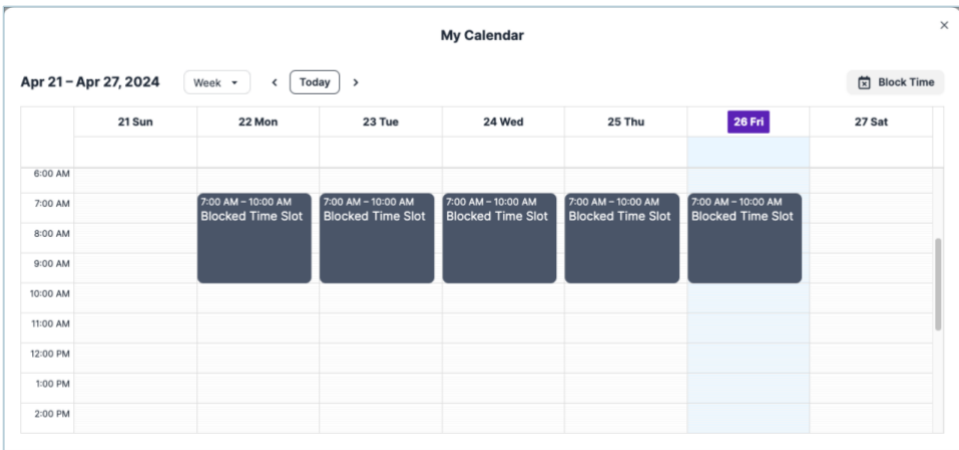 My Calendar
Apr 21 – Apr 27, 2024
Week
Today
Block Time
21 Sun
22 Mon
23 Tue
24 Wed
25 Thu
26 Fri
27 Sat
6:00 AM
7:00 AM
8:00 AM
9:00 AM
10:00 AM
11:00 AM
12:00 PM
1:00 PM
2:00 PM
7:00 AM – 10:00 AM
Blocked Time Slot
7:00 AM – 10:00 AM
Blocked Time Slot
7:00 AM – 10:00 AM
Blocked Time Slot
7:00 AM – 10:00 AM
Blocked Time Slot
7:00 AM – 10:00 AM
Blocked Time Slot